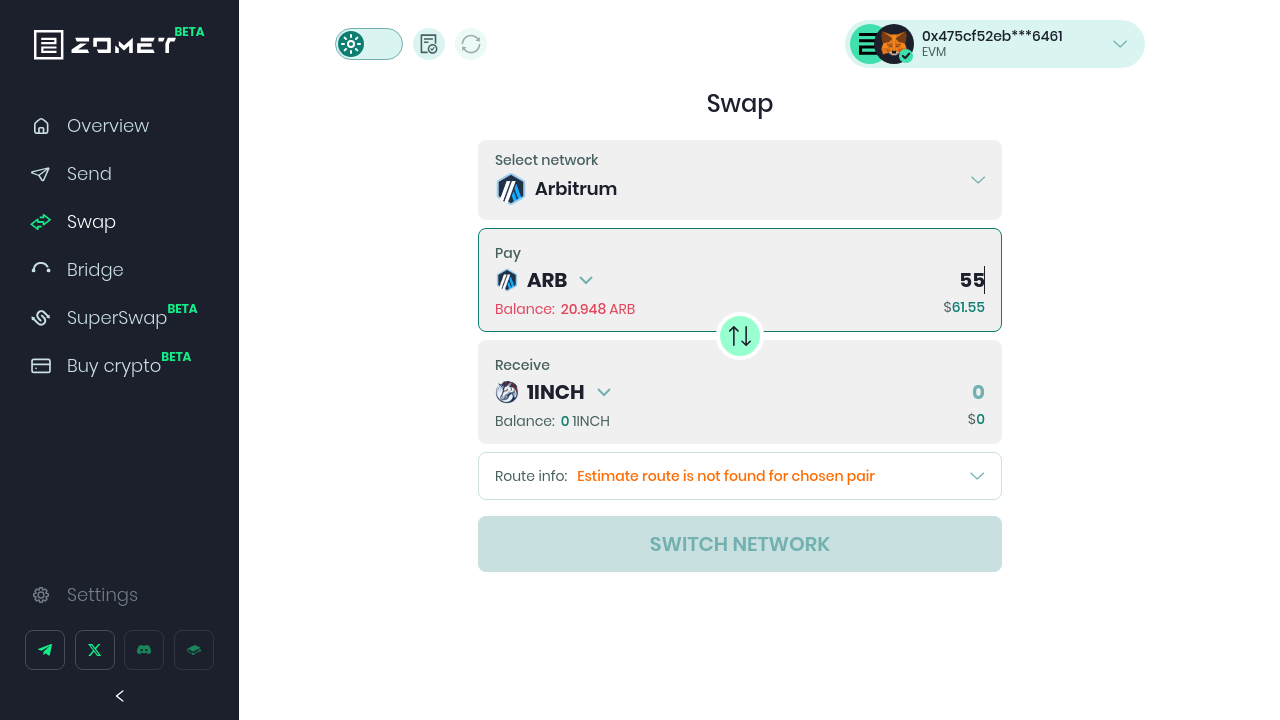 ZOMET BETA
Overview
Send
Swap
Bridge
SuperSwap BETA
Buy crypto BETA
Settings
0x475cf52eb***6461
EVM
Swap
Select network
Arbitrum
Pay
ARB 55
Balance: 20.948 ARB $61.55
Receive
1INCH 0
Balance: 0 1INCH $0
Route info: Estimate route is not found for chosen pair
SWITCH NETWORK